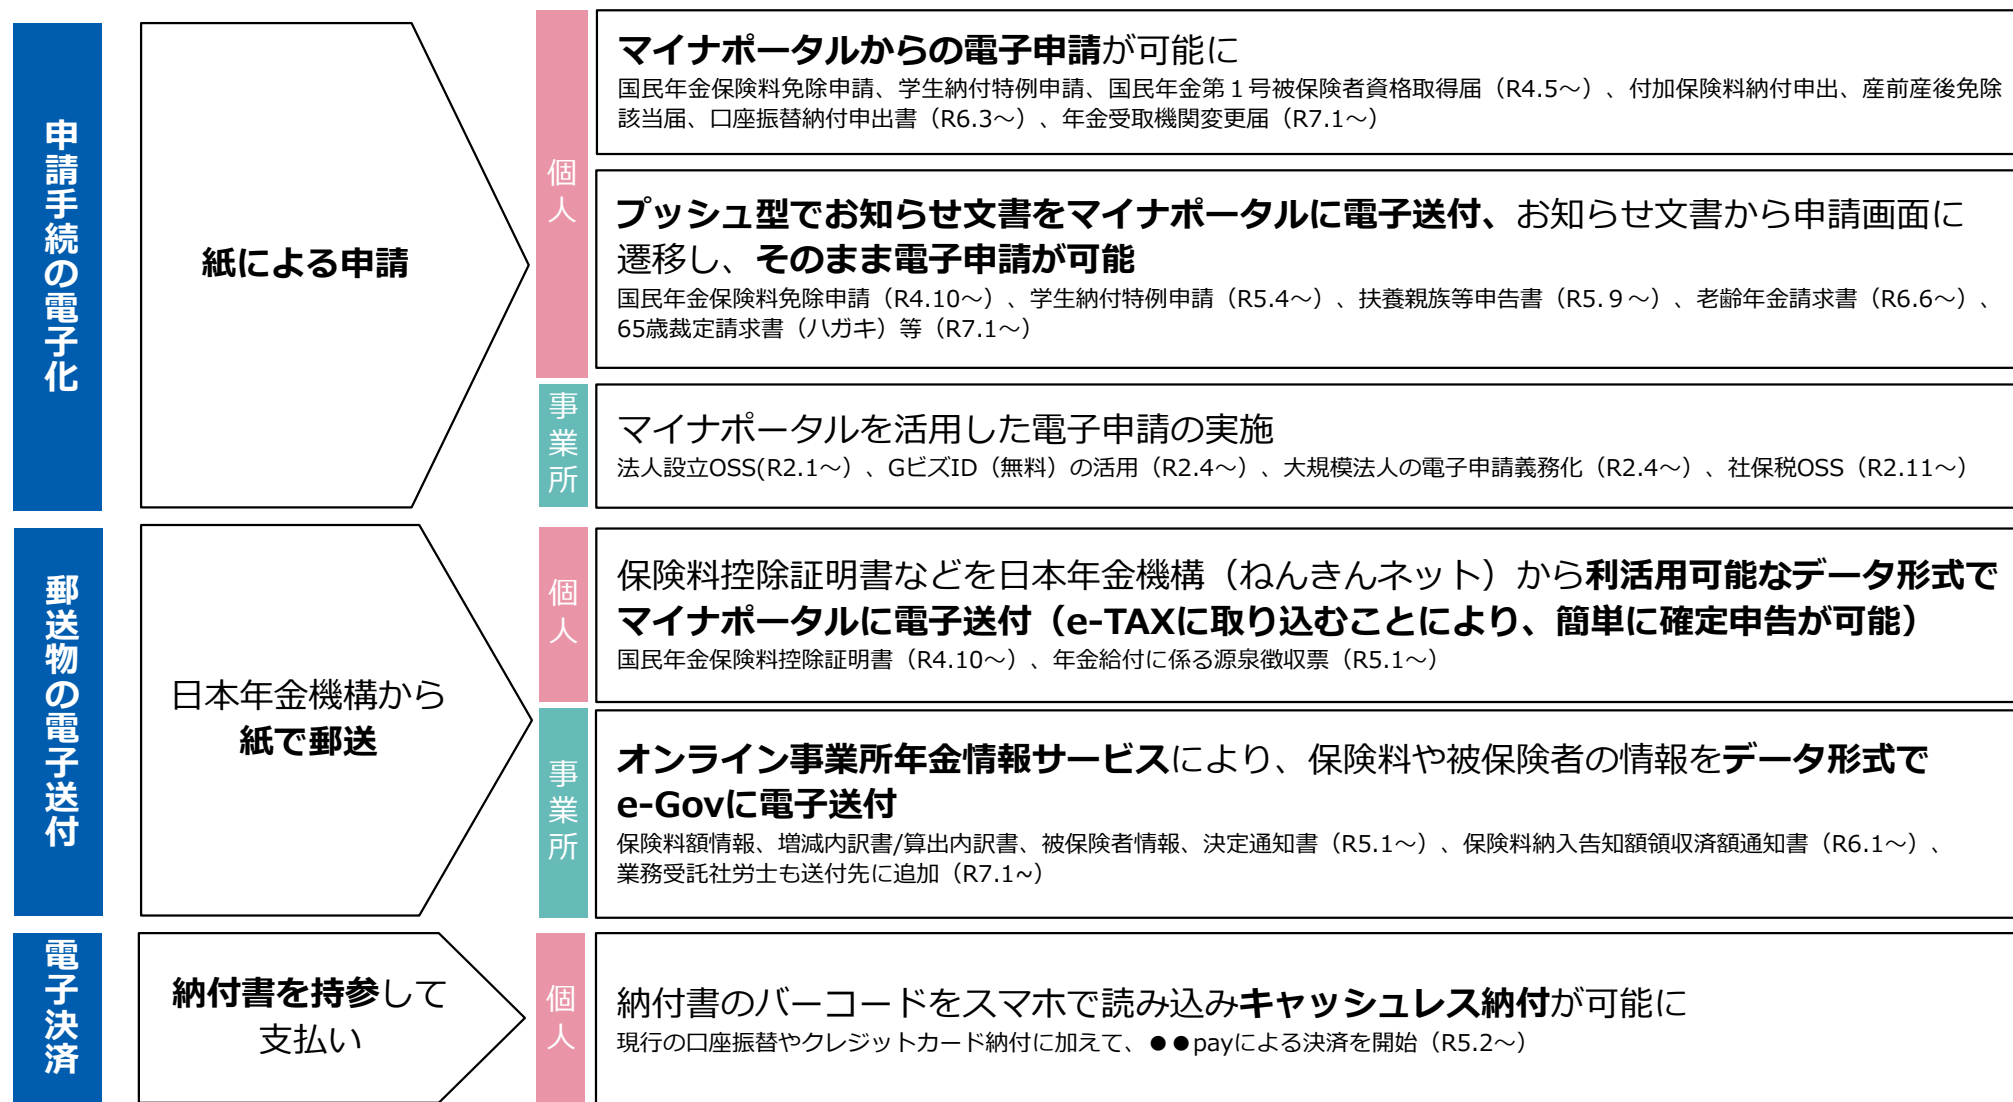 申請手続の電子化
紙による申請
個人
マイナポータルからの電子申請が可能に
国民年金保険料免除申請、学生納付特例申請、国民年金第１号被保険者資格取得届（R4.5～）、付加保険料納付申出、産前産後免除
該当届、口座振替納付申出書（R6.3～）、年金受取機関変更届（R7.1～）
プッシュ型でお知らせ文書をマイナポータルに電子送付、お知らせ文書から申請画面に
遷移し、そのまま電子申請が可能
国民年金保険料免除申請（R4.10～）、学生納付特例申請（R5.4～）、扶養親族等申告書（R5.９～）、老齢年金請求書（R6.6～）、
65歳裁定請求書（ハガキ）等（R7.1～）
事業所
マイナポータルを活用した電子申請の実施
法人設立OSS(R2.1～）、GビズID（無料）の活用（R2.4～）、大規模法人の電子申請義務化（R2.4～）、社保税OSS（R2.11～）
郵送物の電子送付
日本年金機構から
紙で郵送
個人
保険料控除証明書などを日本年金機構（ねんきんネット）から利活用可能なデータ形式で
マイナポータルに電子送付（e-TAXに取り込むことにより、簡単に確定申告が可能）
国民年金保険料控除証明書（R4.10～）、年金給付に係る源泉徴収票（R5.1～）
事業所
オンライン事業所年金情報サービスにより、保険料や被保険者の情報をデータ形式で
e-Govに電子送付
保険料額情報、増減内訳書/算出内訳書、被保険者情報、決定通知書（R5.1～）、保険料納入告知額領収済額通知書（R6.1～）、
業務受託社労士も送付先に追加（R7.1~）
電子決済
納付書を持参して
支払い
個人
納付書のバーコードをスマホで読み込みキャッシュレス納付が可能に
現行の口座振替やクレジットカード納付に加えて、●●payによる決済を開始（R5.2～）